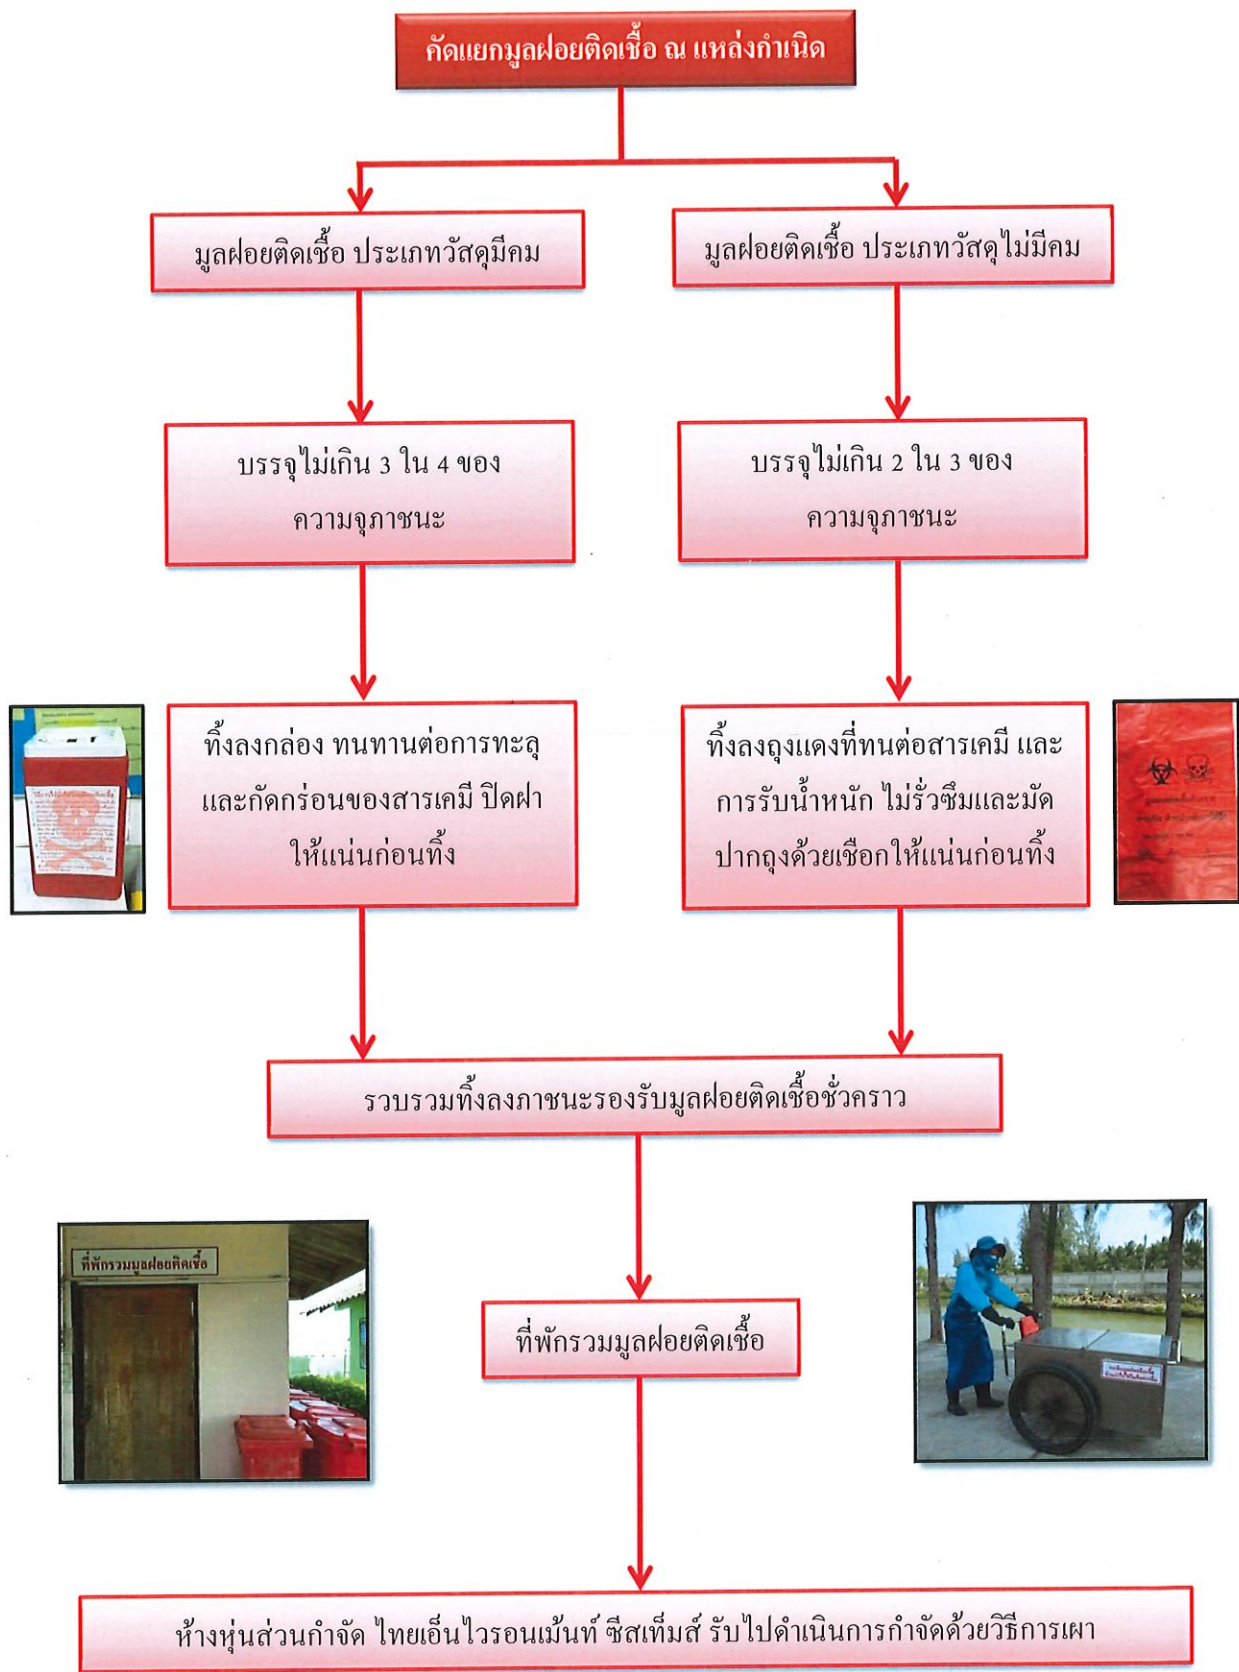 คัดแยกมูลฝอยติดเชื้อ ณ แหล่งกำเนิด
มูลฝอยติดเชื้อ ประเภทวัสดุมีคม
มูลฝอยติดเชื้อ ประเภทวัสดุไม่มีคม
บรรจุไม่เกิน 3 ใน 4 ของ
ความจุภาชนะ
บรรจุไม่เกิน 2 ใน 3 ของ
ความจุภาชนะ
ทิ้งลงกล่อง ทนทานต่อการทะลุ
และกัดกร่อนของสารเคมี ปิดฝา
ให้แน่นก่อนทิ้ง
ทิ้งลงถุงแดงที่ทนต่อสารเคมี และ
การรับน้ำหนัก ไม่รั่วซึมและมัด
ปากถุงด้วยเชือกให้แน่นก่อนทิ้ง
รวบรวมทิ้งลงภาชนะรองรับมูลฝอยติดเชื้อชั่วคราว
ที่พักรวมมูลฝอยติดเชื้อ
ที่พักรวมมูลฝอยติดเชื้อ
ห้างหุ่นส่วนกำจัด ไทยเอ็นไวรอนเม้นท์ ซีสเท็มส์ รับไปดำเนินการกำจัดด้วยวิธีการเผา